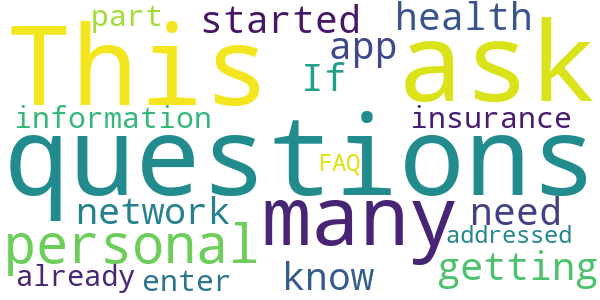 part started health
This app ask
If
information insurance
questions
FAQ
network many need
personal addressed
already enter know getting